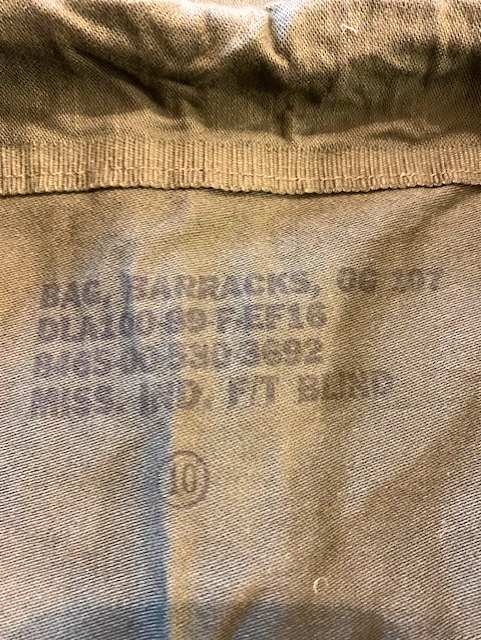 BAG, BARRACKS, OG 107
DLA100-89-F-EF16
8465-00-530-3692
MISS. IND. F/T BLIND
10